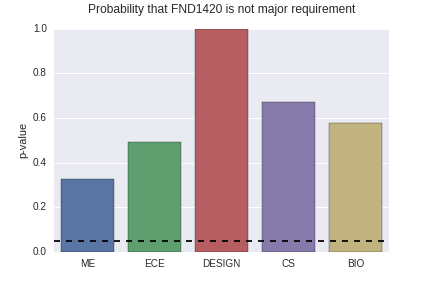 Probability that FND1420 is not major requirement
1.0
0.8
0.6
0.4
0.2
0.0
p-value
ME ECE DESIGN CS BIO